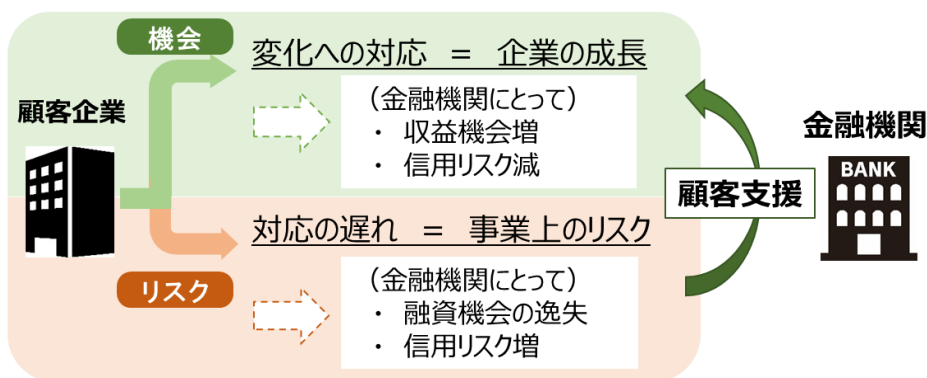 機会
変化への対応 = 企業の成長
顧客企業
(金融機関にとって)
・ 収益機会増
・ 信用リスク減
金融機関
BANK
顧客支援
対応の遅れ = 事業上のリスク
リスク
(金融機関にとって)
・ 融資機会の逸失
・ 信用リスク増